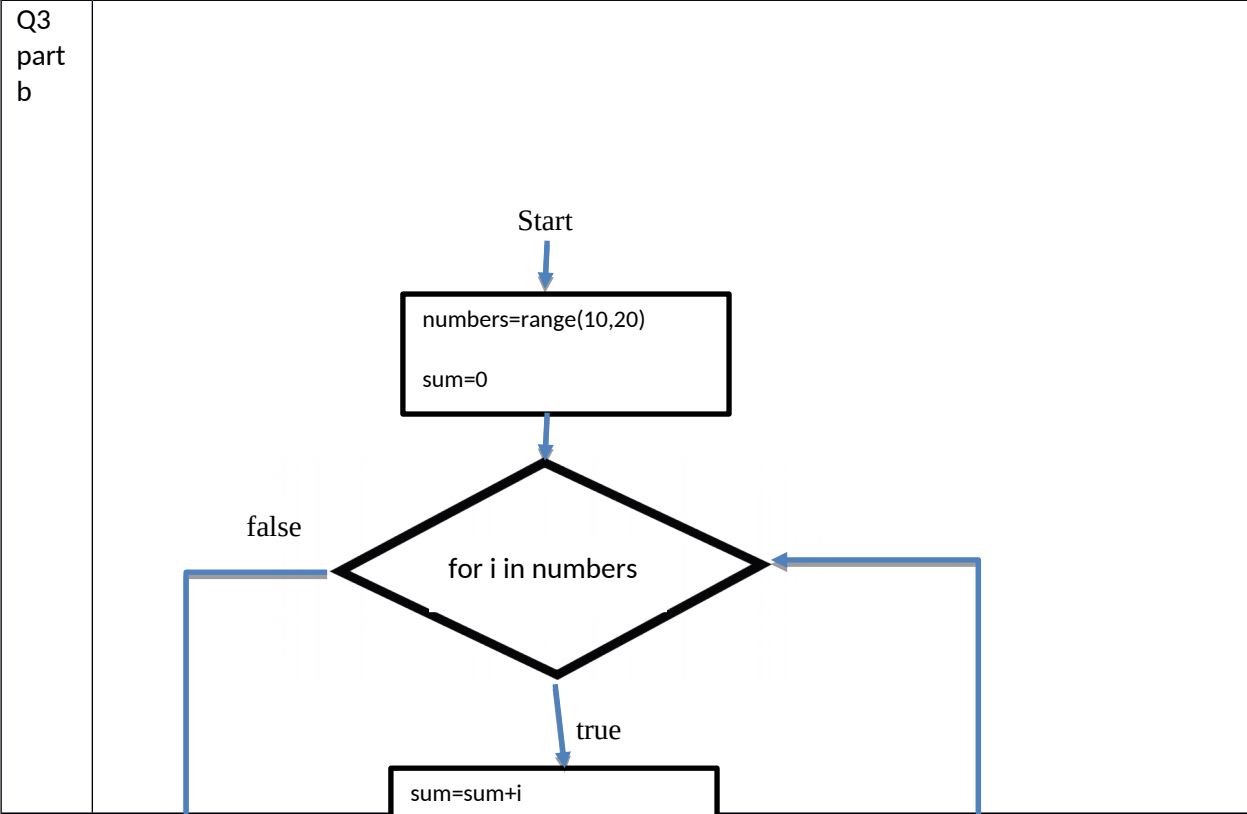 Q3
part
b
Start
numbers=range(10,20)
sum=0
false
for i in numbers
true
sum=sum+i